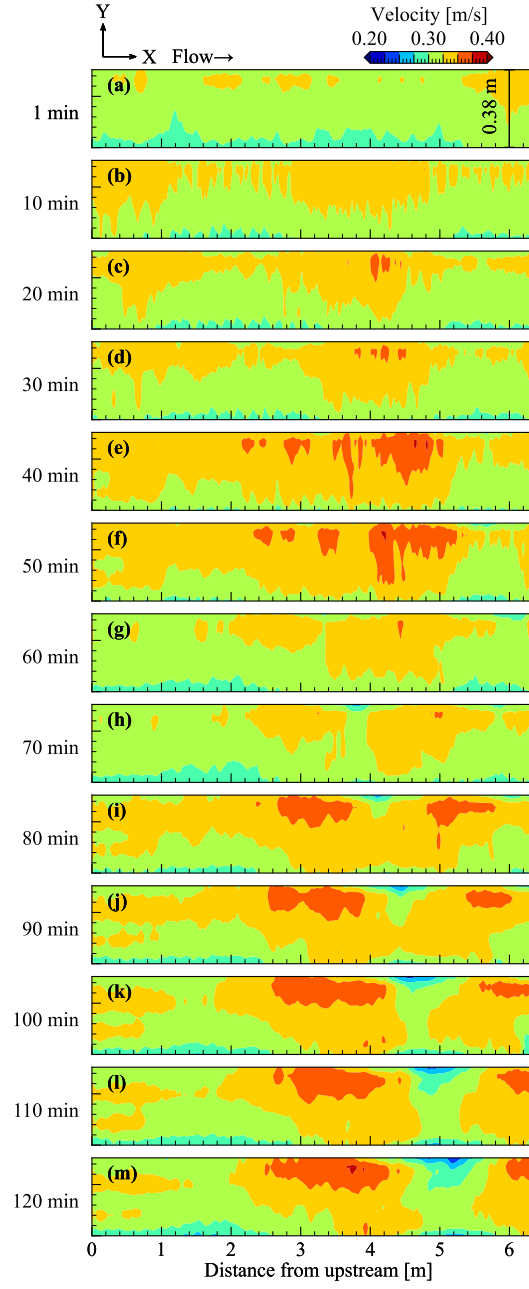 Y
X
Flow→
Velocity [m/s]
0.20 0.30 0.40
(a)
1 min
0.38 m
(b)
10 min
(c)
20 min
(d)
30 min
(e)
40 min
(f)
50 min
(g)
60 min
(h)
70 min
(i)
80 min
(j)
90 min
(k)
100 min
(l)
110 min
(m)
120 min
0 1 2 3 4 5 6
Distance from upstream [m]